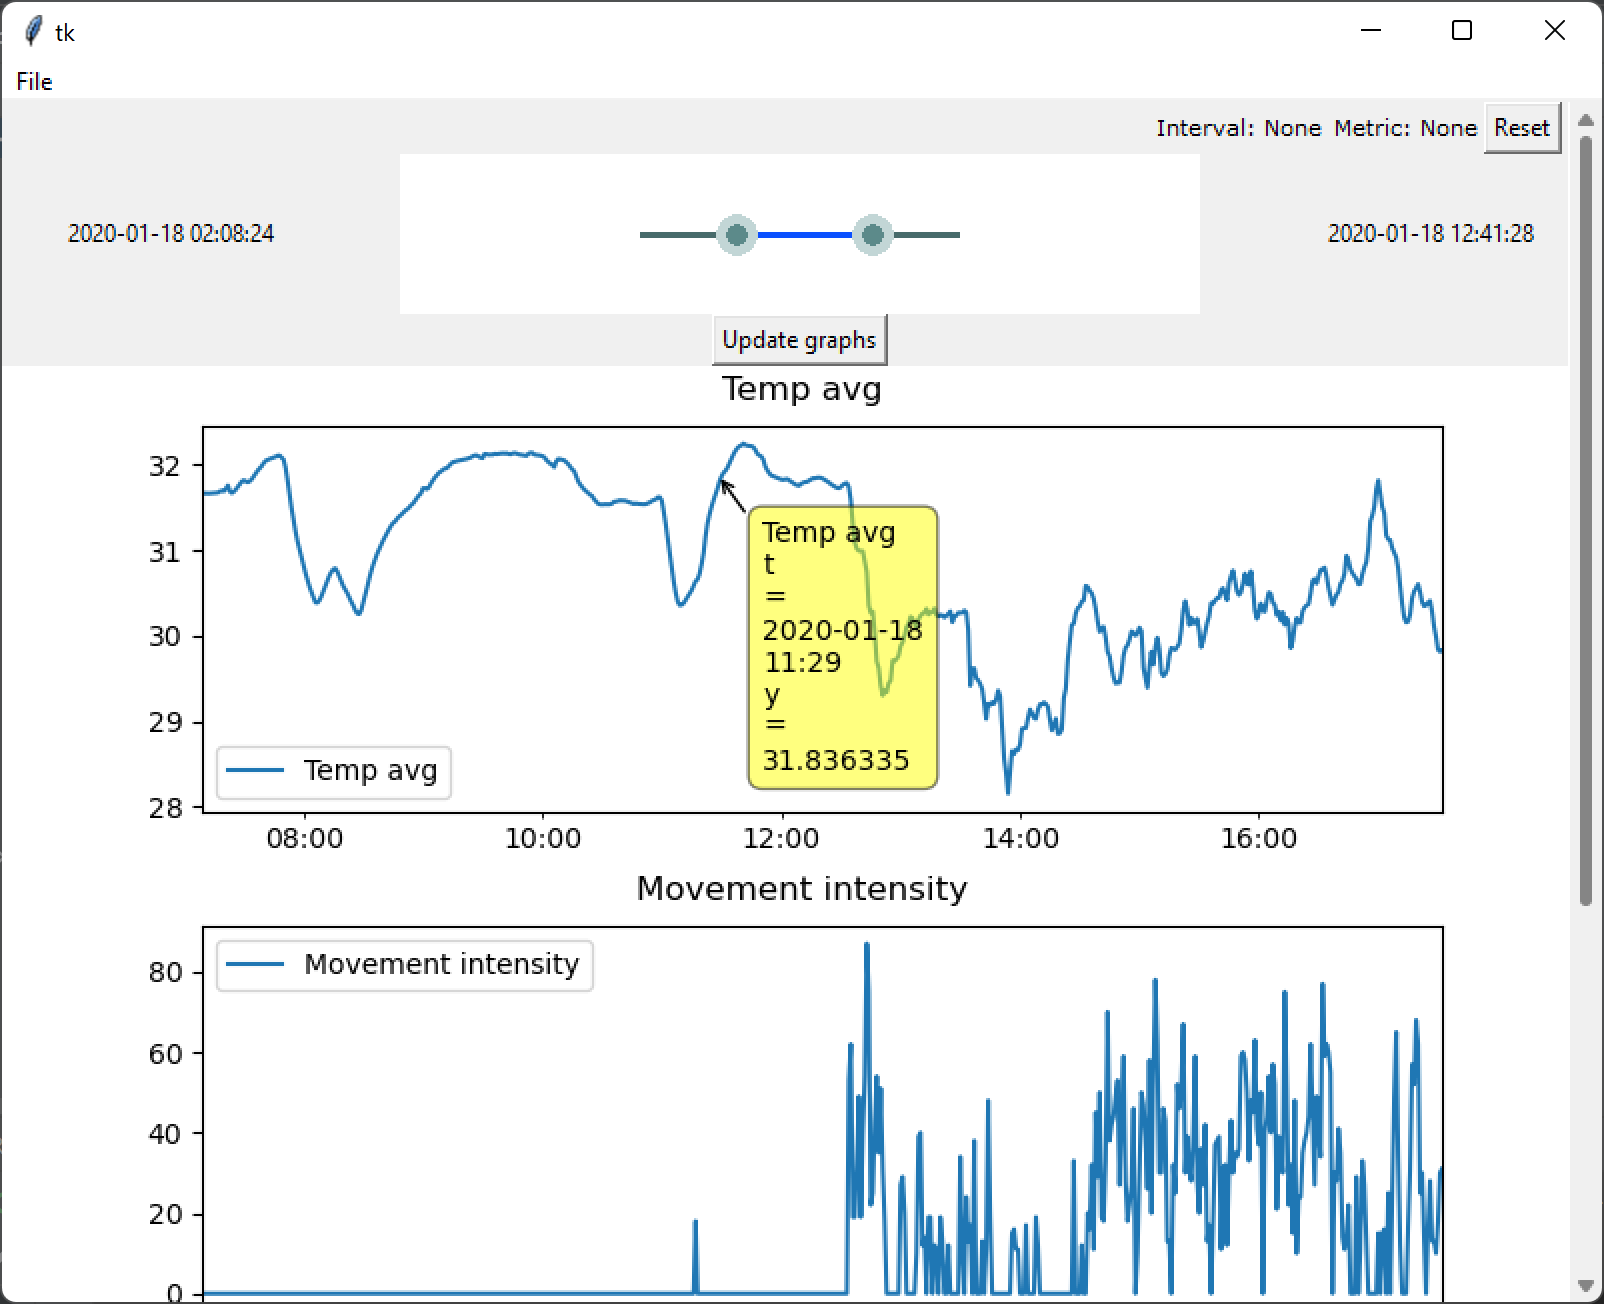 tk
File
Interval: None Metric: None Reset
2020-01-18 02:08:24
2020-01-18 12:41:28
Update graphs
Temp avg
32
31
30
29
28
Temp avg
t
=
2020-01-18
11:29
y
=
31.836335
Temp avg
08:00 10:00 12:00 14:00 16:00
Movement intensity
Movement intensity
80
60
40
20
0